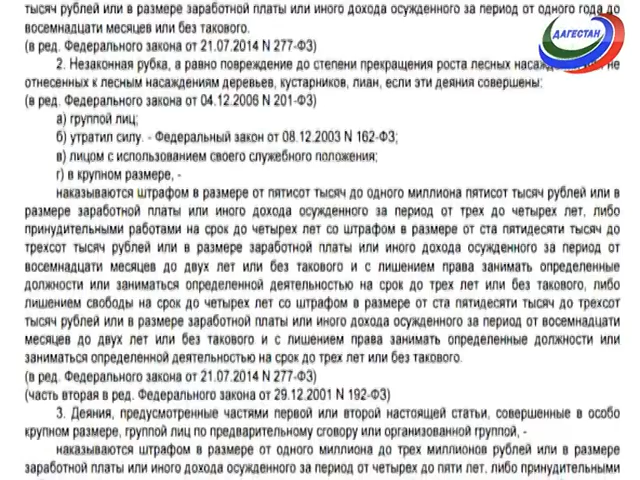 тысяч рублей или в размере заработной платы или иного дохода осужденного за период от одного года до
восемнадцати месяцев или без такового.
(в ред. Федерального закона от 21.07.2014 N 277-ФЗ)
2. Незаконная рубка, а равно повреждение до степени прекращения роста лесных насаж не
отнесенных к лесным насаждениям деревьев, кустарников, лиан, если эти деяния совершены:
(в ред. Федерального закона от 04.12.2006 N 201-ФЗ)
а) группой лиц;
б) утратил силу. - Федеральный закон от 08.12.2003 N 162-ФЗ;
в) лицом с использованием своего служебного положения;
г) в крупном размере, -
наказываются штрафом в размере от пятисот тысяч до одного миллиона пятисот тысяч рублей или в
размере заработной платы или иного дохода осужденного за период от трех до четырех лет, либо
принудительными работами на срок до четырех лет со штрафом в размере от ста пятидесяти тысяч до
трехсот тысяч рублей или в размере заработной платы или иного дохода осужденного за период от
восемнадцати месяцев до двух лет или без такового и с лишением права занимать определенные
должности или заниматься определенной деятельностью на срок до трех лет или без такового, либо
лишением свободы на срок до четырех лет со штрафом в размере от ста пятидесяти тысяч до трехсот
тысяч рублей или в размере заработной платы или иного дохода осужденного за период от восемнадцати
месяцев до двух лет или без такового и с лишением права занимать определенные должности или
заниматься определенной деятельностью на срок до трех лет или без такового.
(в ред. Федерального закона от 21.07.2014 N 277-ФЗ)
(часть вторая в ред. Федерального закона от 29.12.2001 N 192-ФЗ)
3. Деяния, предусмотренные частями первой или второй настоящей статьи, совершенные в особо
крупном размере, группой лиц по предварительному сговору или организованной группой, -
наказываются штрафом в размере от одного миллиона до трех миллионов рублей или в размере
заработной платы или иного дохода осужденного за период от четырех до пяти лет, либо принудительными
ДАГЕСТАН